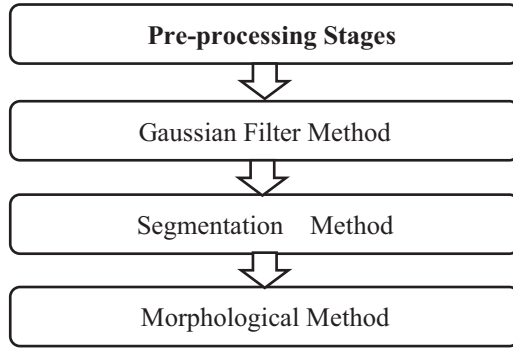 Pre-processing Stages
Gaussian Filter Method
Segmentation Method
Morphological Method